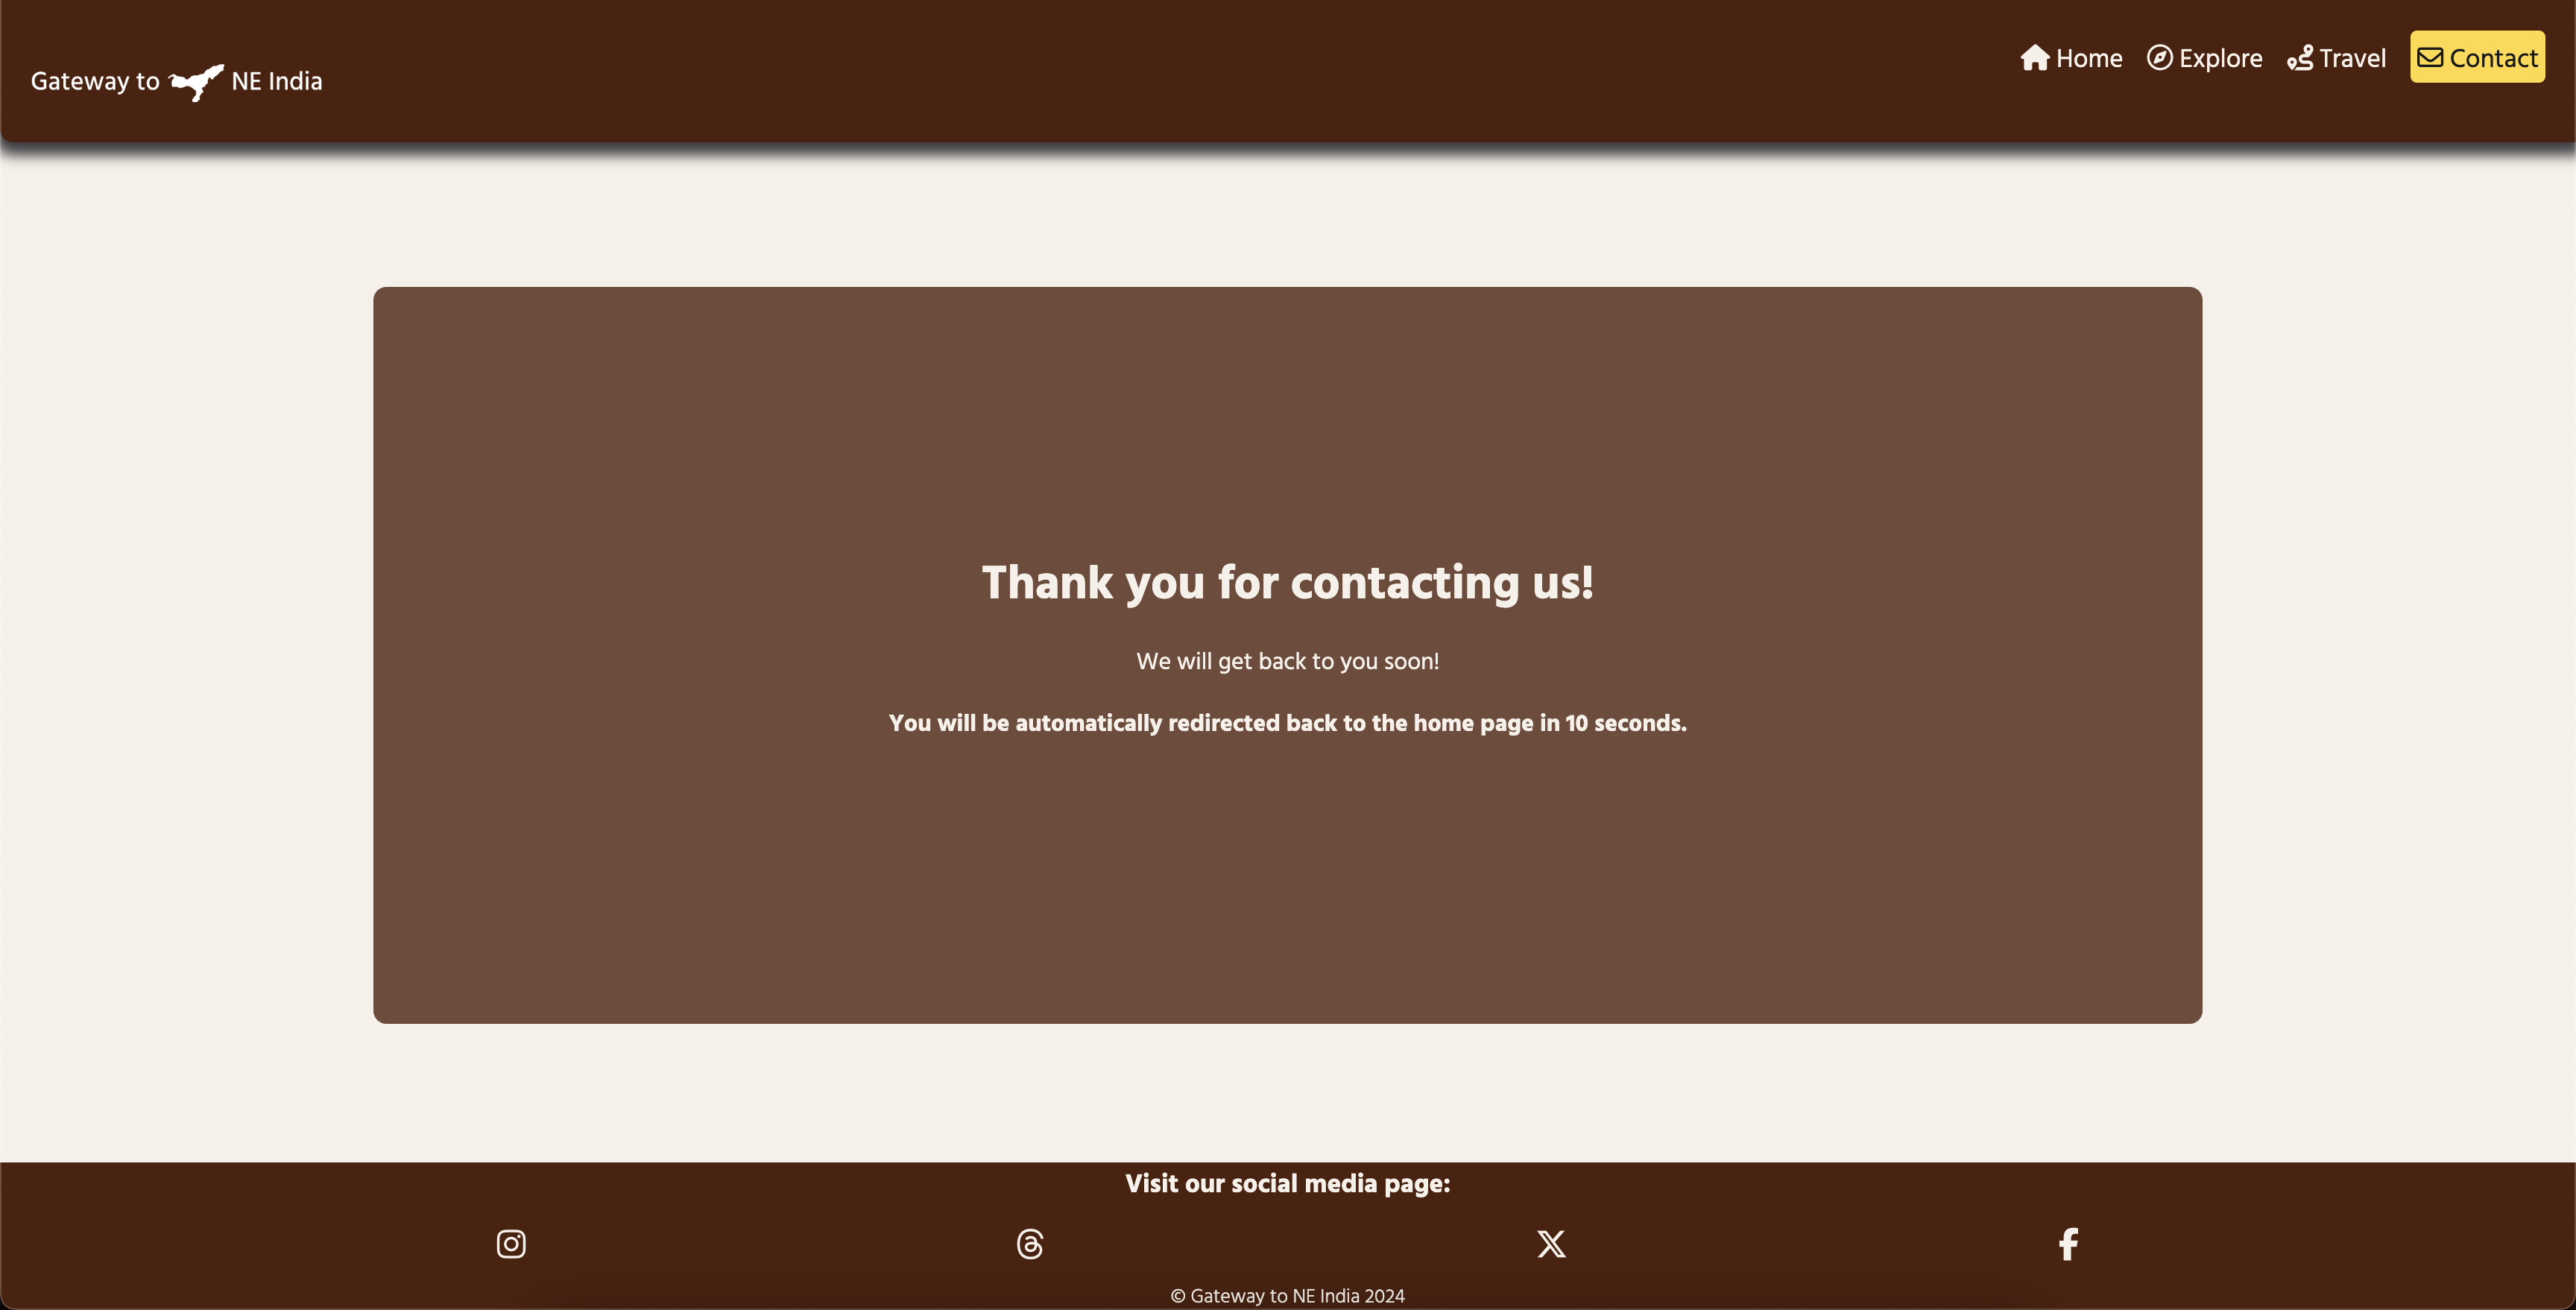 Gateway to NE India
Home Explore Travel Contact
Thank you for contacting us!
We will get back to you soon!
You will be automatically redirected back to the home page in 10 seconds.
Visit our social media page:
© Gateway to NE India 2024